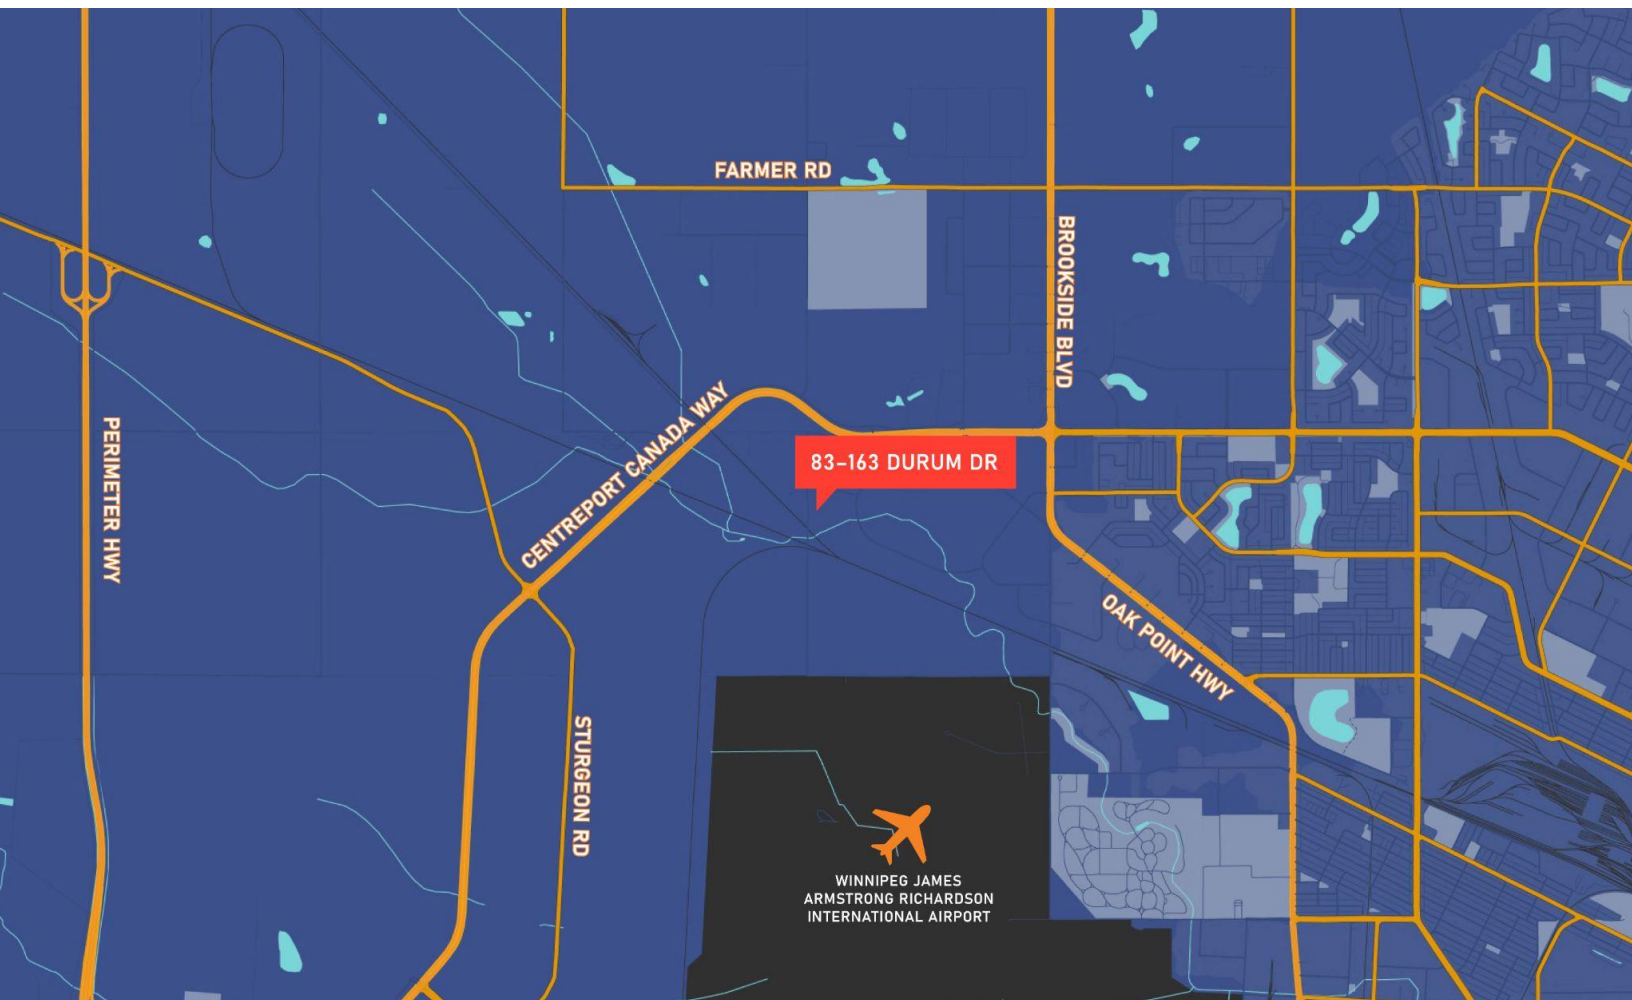 FARMER RD
BROOKSIDE BLVD
CENTREPORT CANADA WAY
PERIMETER HWY
83-163 DURUM DR
OAK POINT HWY
STURGEON RD
WINNIPEG JAMES
ARMSTRONG RICHARDSON
INTERNATIONAL AIRPORT